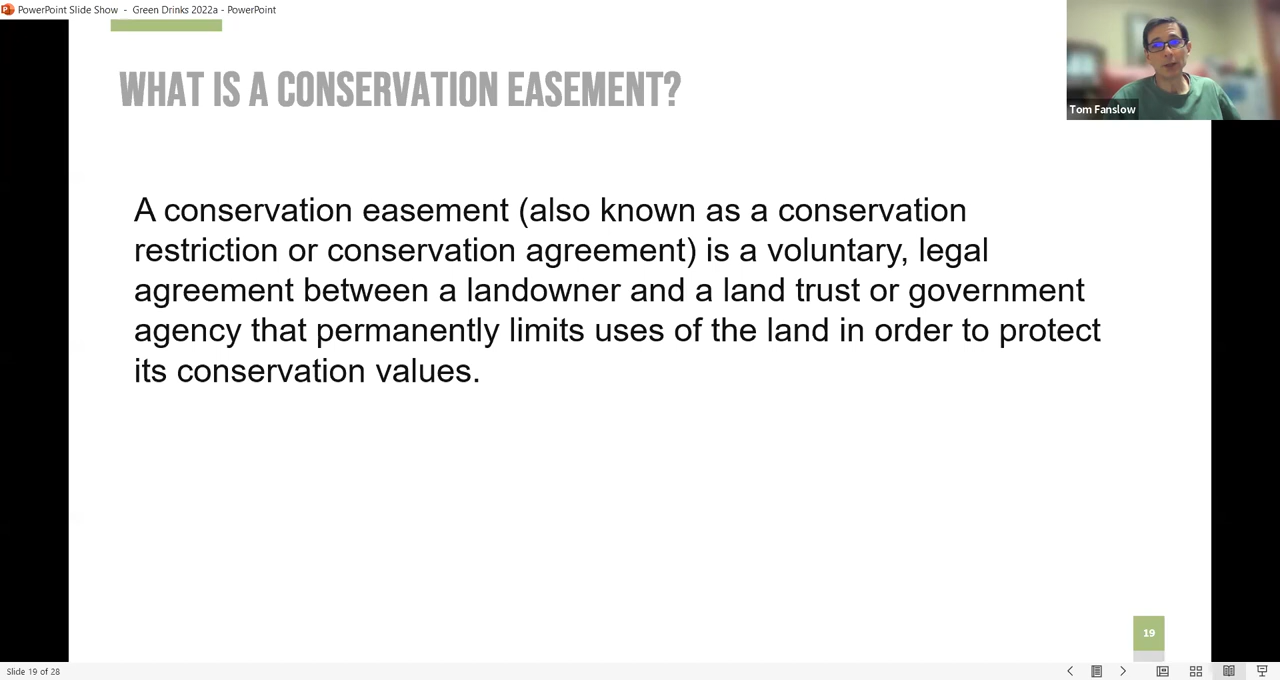 PowerPoint Slide Show - Green Drinks 2022a - PowerPoint
Tom Fanslow
WHAT IS A CONSERVATION EASEMENT?
A conservation easement (also known as a conservation
restriction or conservation agreement) is a voluntary, legal
agreement between a landowner and a land trust or government
agency that permanently limits uses of the land in order to protect
its conservation values.
19
Slide 19 of 28